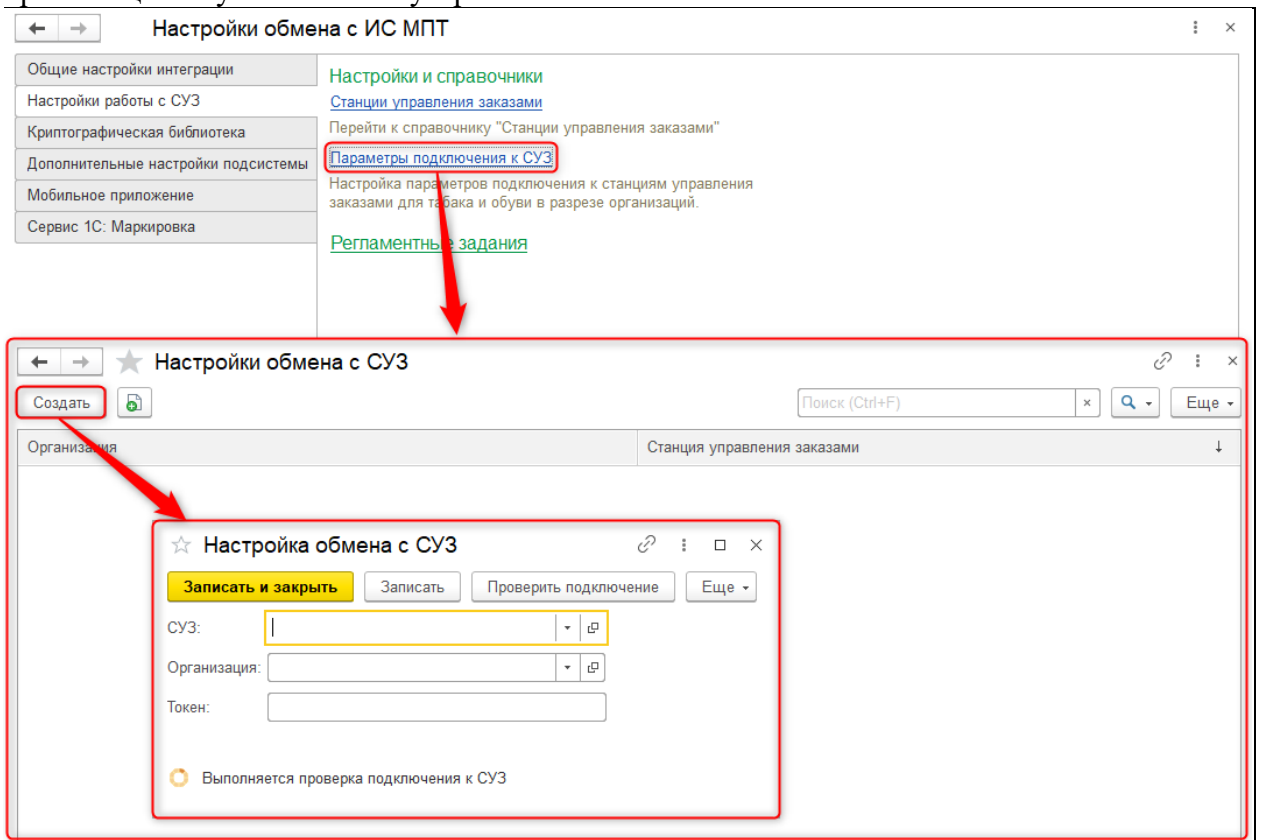 Настройки обмена с ИС МПТ
Общие настройки интеграции
Настройки работы с СУЗ
Криптографическая библиотека
Дополнительные настройки подсистемы
Мобильное приложение
Сервис 1С: Маркировка
Настройки и справочники
Станции управления заказами
Перейти к справочнику "Станции управления заказами"
Параметры подключения к СУЗ
Настройка параметров подключения к станциям управления
заказами для табака и обуви в разрезе организаций.
Регламентные задания
Настройки обмена с СУЗ
Создать
Поиск (Ctrl+F)
Еще
Организация
Станция управления заказами
Настройка обмена с СУЗ
Записать и закрыть
Записать
Проверить подключение
Еще
СУЗ:
Организация:
Токен:
Выполняется проверка подключения к СУЗ